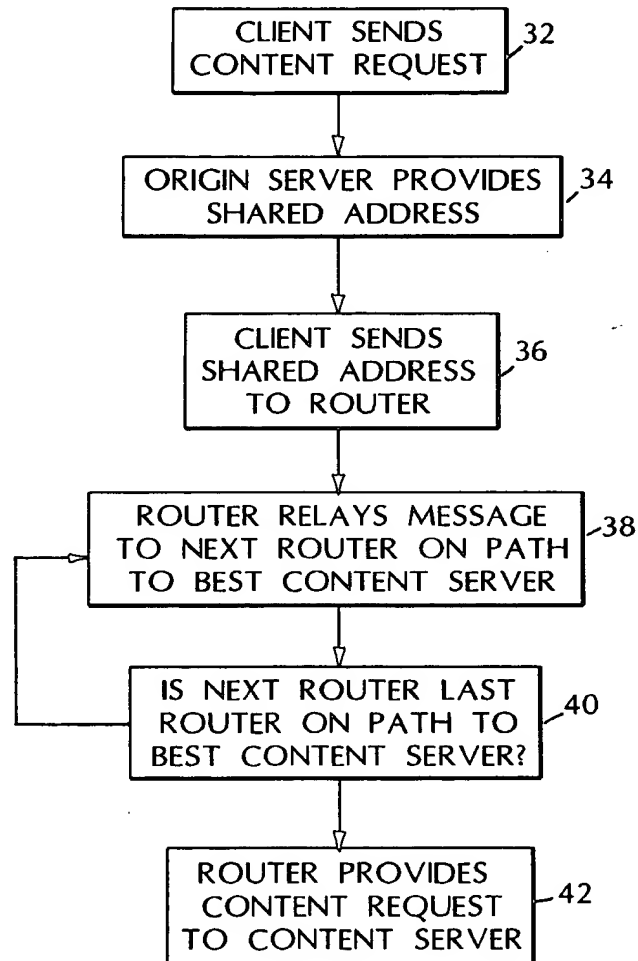 CLIENT SENDS
CONTENT REQUEST
32
ORIGIN SERVER PROVIDES
SHARED ADDRESS
34
CLIENT SENDS
SHARED ADDRESS
TO ROUTER
36
ROUTER RELAYS MESSAGE
TO NEXT ROUTER ON PATH
TO BEST CONTENT SERVER
38
IS NEXT ROUTER LAST
ROUTER ON PATH TO
BEST CONTENT SERVER?
40
ROUTER PROVIDES
CONTENT REQUEST
TO CONTENT SERVER
42